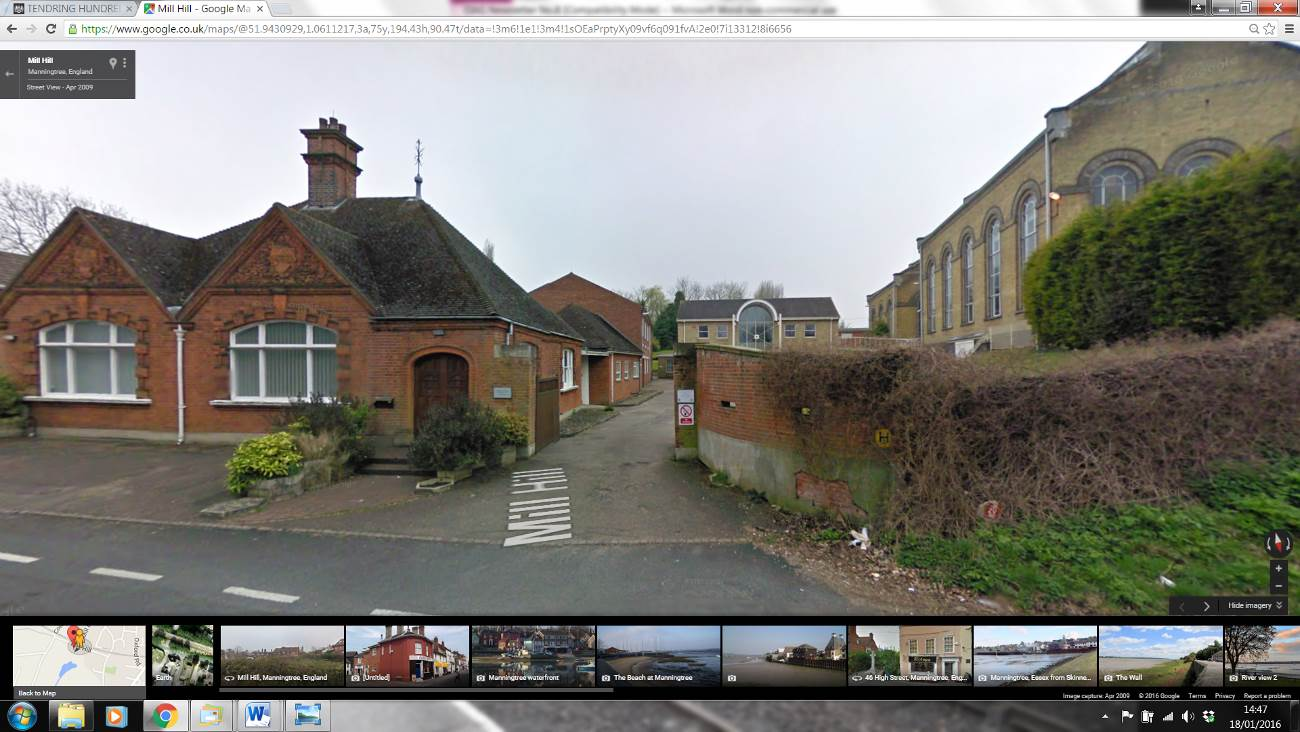 TENDRING HUNDRE
Mill Hill - Google Ma
https://www.google.co.uk/maps/@51.9430929,1.0611217,3a,75y,194.43h,90.47t/data=!3m6!1e1!3m4!1sOEaPrptyXy09vf6q091fvA!2e0!7i13312!8i6656
Mill Hill
Manningtree, England
Street View - Apr 2009
Mill Hill
H
Hide imagery
Back to Map
Earth
Mill Hill, Manningtree, England
[Untitled]
Manningtree waterfront
The Beach at Manningtree
46 High Street, Manningtree, Eng...
Manningtree, Essex from Skinne...
The Wall
River view 2
Image capture: Apr 2009 © 2016 Google Terms Privacy Report a problem
14:47
18/01/2016